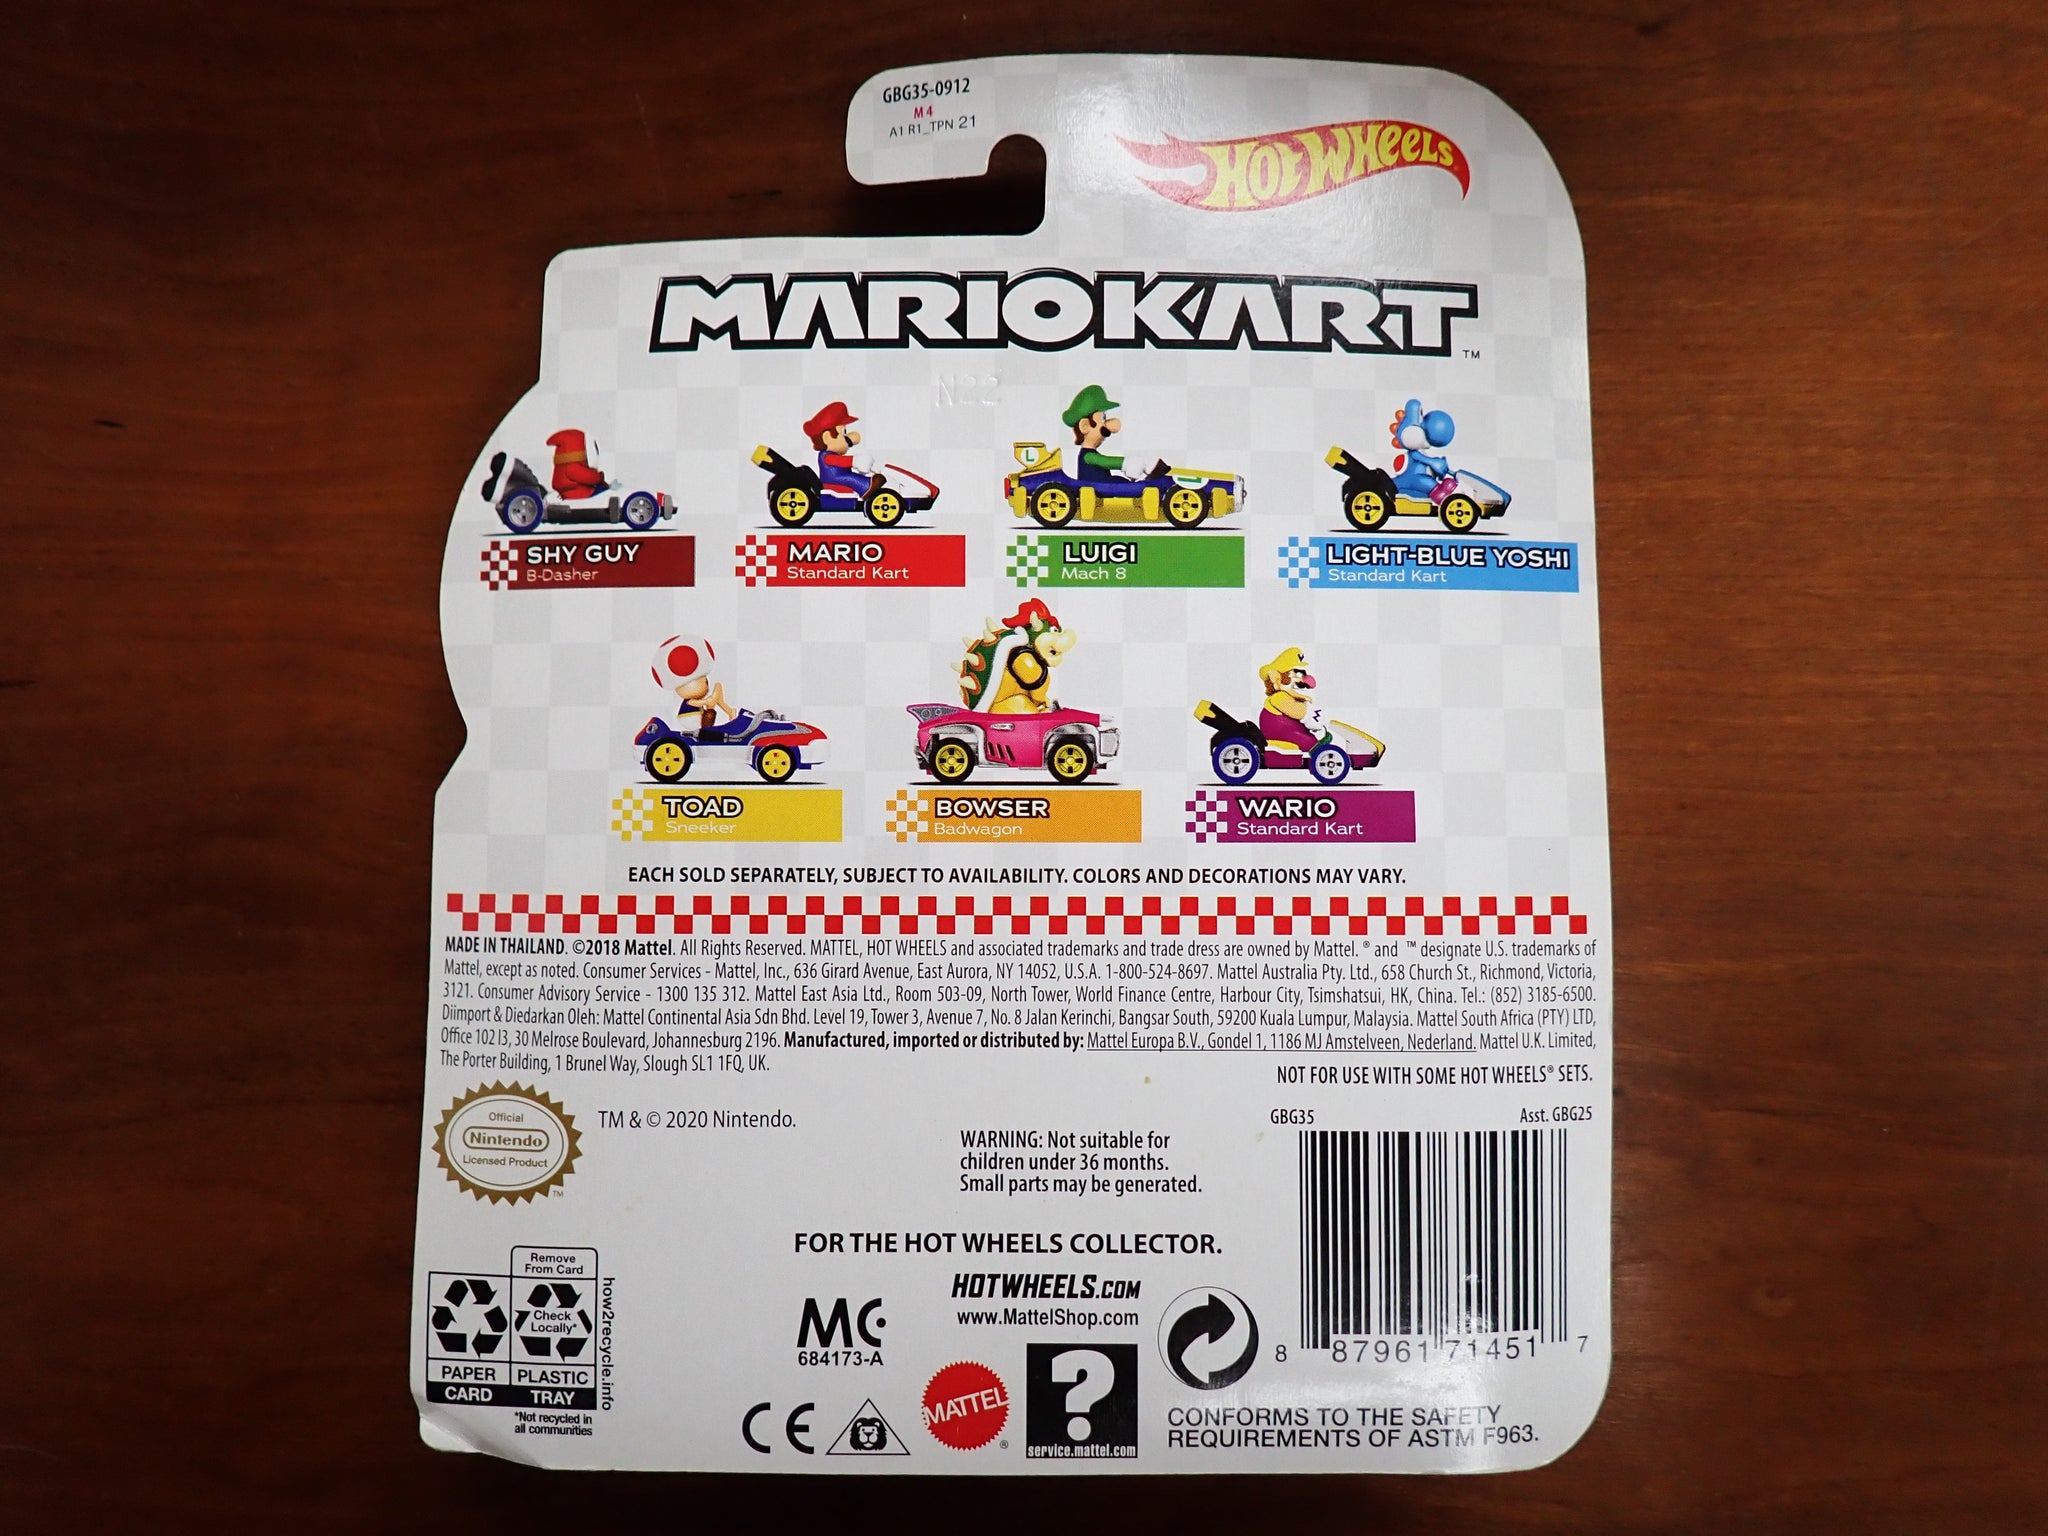 GBG35-0912
M4
A1 R1_TPN 21
HOT WHEELS
MARIOKART™
N22
SHY GUY
B-Dasher
MARIO
Standard Kart
L
LUIGI
Mach 8
LIGHT-BLUE YOSHI
Standard Kart
TOAD
Sneeker
BOWSER
Badwagon
WARIO
Standard Kart
EACH SOLD SEPARATELY, SUBJECT TO AVAILABILITY. COLORS AND DECORATIONS MAY VARY.
MADE IN THAILAND. ©2018 Mattel. All Rights Reserved. MATTEL, HOT WHEELS and associated trademarks and trade dress are owned by Mattel. ® and ™ designate U.S. trademarks of
Mattel, except as noted. Consumer Services - Mattel, Inc., 636 Girard Avenue, East Aurora, NY 14052, U.S.A. 1-800-524-8697. Mattel Australia Pty. Ltd., 658 Church St., Richmond, Victoria,
3121. Consumer Advisory Service - 1300 135 312. Mattel East Asia Ltd., Room 503-09, North Tower, World Finance Centre, Harbour City, Tsimshatsui, HK, China. Tel.: (852) 3185-6500.
Diimport & Diedarkan Oleh: Mattel Continental Asia Sdn Bhd. Level 19, Tower 3, Avenue 7, No. 8 Jalan Kerinchi, Bangsar South, 59200 Kuala Lumpur, Malaysia. Mattel South Africa (PTY) LTD,
Office 102 I3, 30 Melrose Boulevard, Johannesburg 2196. Manufactured, imported or distributed by: Mattel Europa B.V., Gondel 1, 1186 MJ Amstelveen, Nederland. Mattel U.K. Limited,
The Porter Building, 1 Brunel Way, Slough SL1 1FQ, UK.
NOT FOR USE WITH SOME HOT WHEELS® SETS.
Official
Nintendo
Licensed Product
™
TM & © 2020 Nintendo.
WARNING: Not suitable for
children under 36 months.
Small parts may be generated.
GBG35
Asst. GBG25
8 87961 71451 7
FOR THE HOT WHEELS COLLECTOR.
HOTWHEELS.COM
www.MattelShop.com
Remove
From Card
Check
Locally*
PAPER
CARD
PLASTIC
TRAY
how2recycle.info
*Not recycled in
all communities
MC
684173-A
CE
MATTEL®
?
service.mattel.com
CONFORMS TO THE SAFETY
REQUIREMENTS OF ASTM F963.